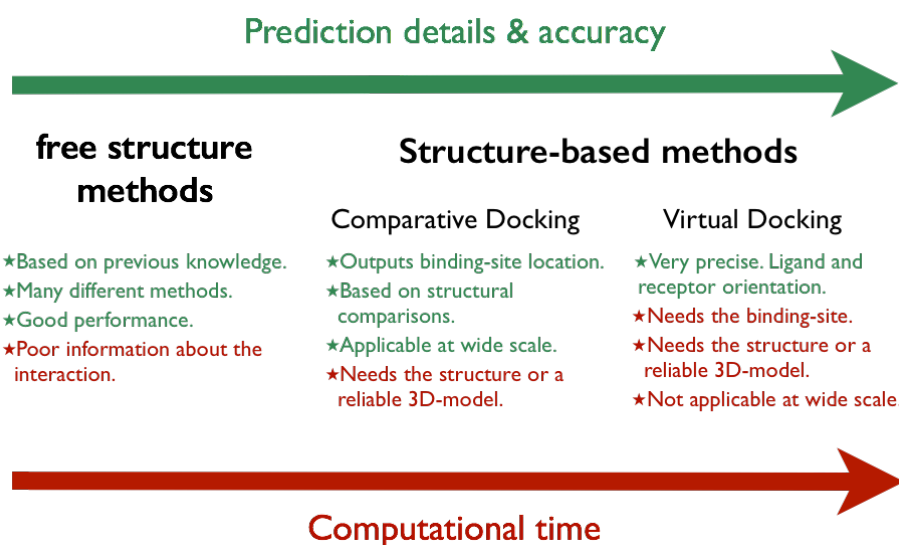 Prediction details & accuracy
free structure
methods
★Based on previous knowledge.
★Many different methods.
★Good performance.
★Poor information about the
interaction.
Structure-based methods
Comparative Docking
★Outputs binding-site location.
★Based on structural
comparisons.
★Applicable at wide scale.
★Needs the structure or a
reliable 3D-model.
Virtual Docking
★Very precise. Ligand and
receptor orientation.
★Needs the binding-site.
★Needs the structure or a
reliable 3D-model.
★Not applicable at wide scale.
Computational time